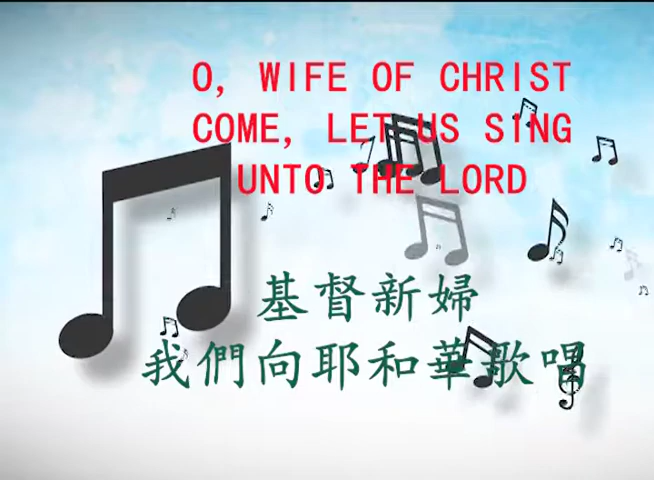 O, WIFE OF CHRIST
COME, LET US SING
UNTO THE LORD
基督新婦
我們向耶和華歌唱